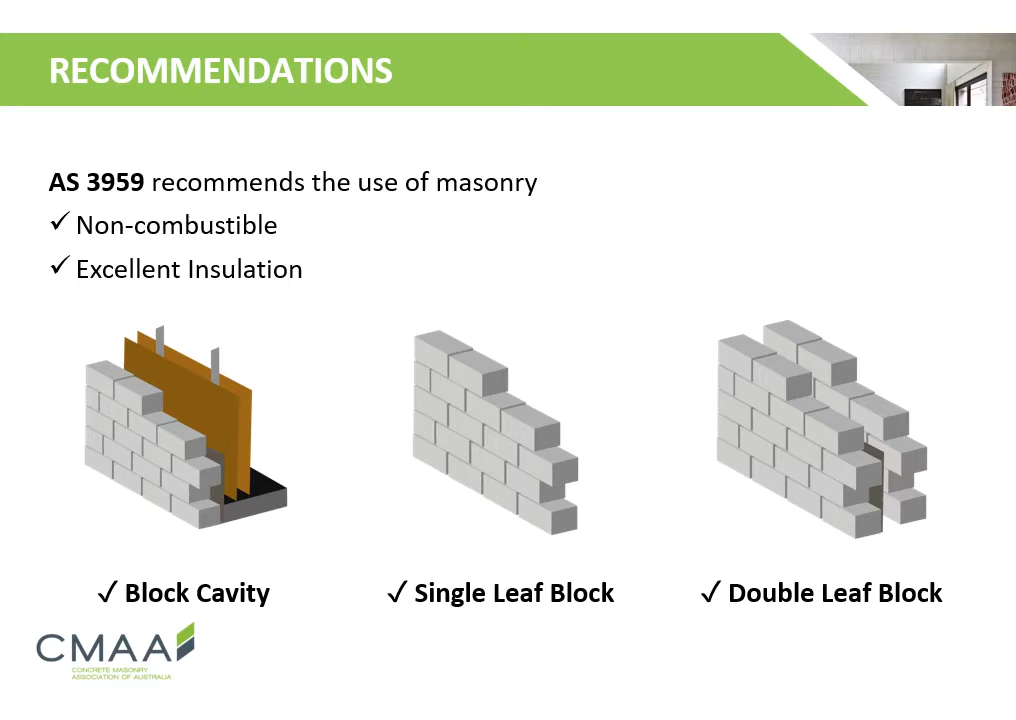 RECOMMENDATIONS
AS 3959 recommends the use of masonry
✓ Non-combustible
✓ Excellent Insulation
✓ Block Cavity
✓ Single Leaf Block
✓ Double Leaf Block
CMAA
CONCRETE MASONRY
ASSOCIATION OF AUSTRALIA